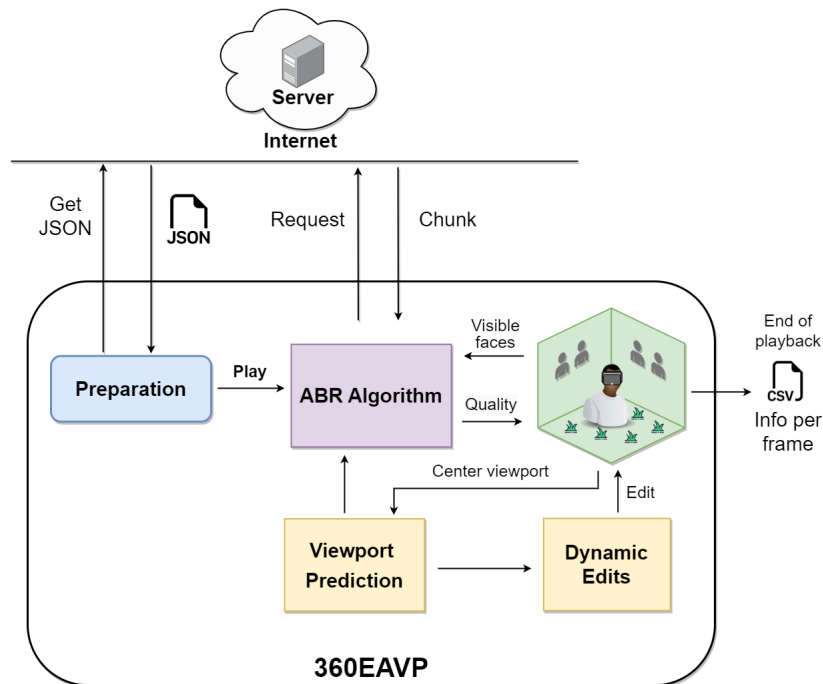 Server
Internet
Get
JSON
JSON
Request
Chunk
Visible
faces
End of
playback
Preparation
Play
ABR Algorithm
Quality
CSV
Info per
frame
Center viewport
Edit
Viewport
Prediction
Dynamic
Edits
360EAVP